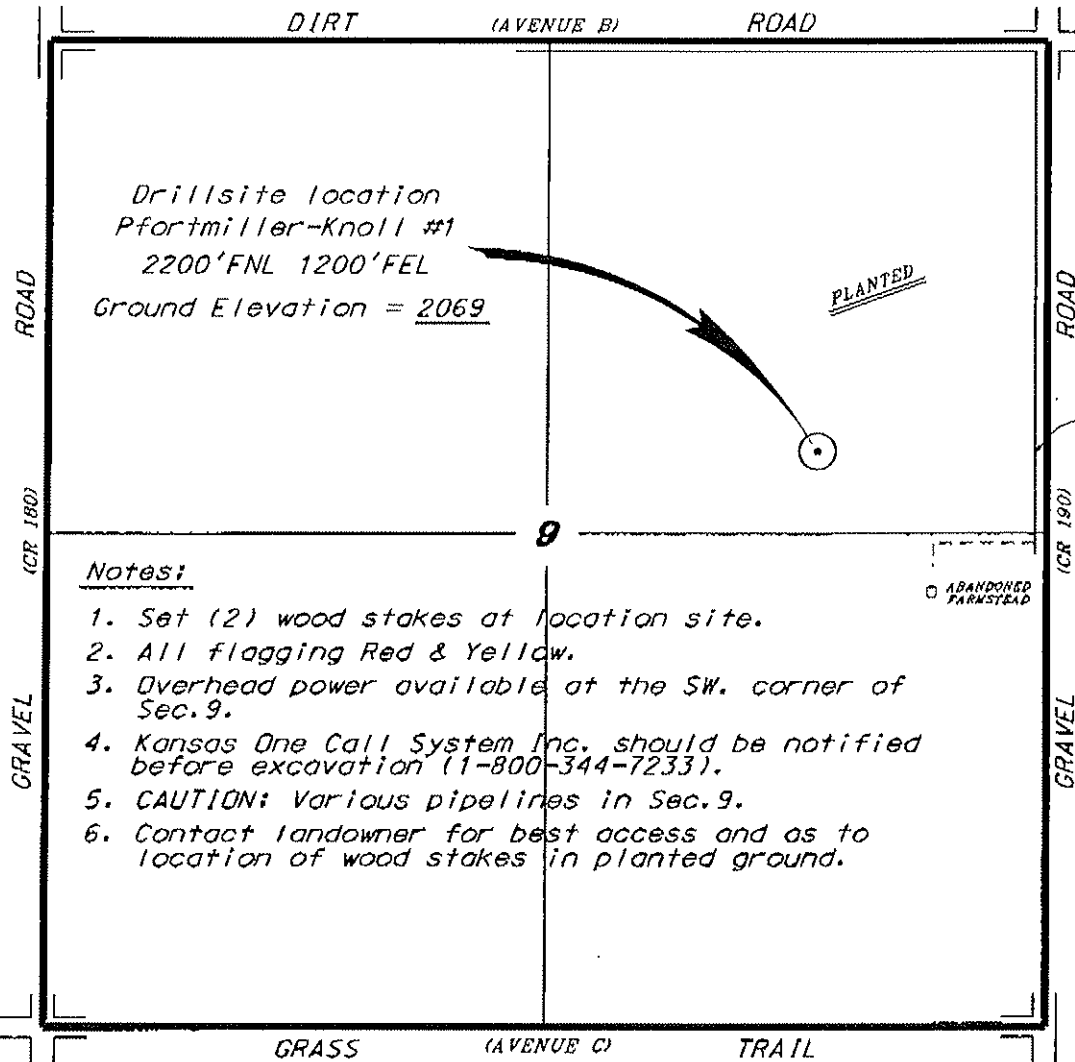 DIRT (AVENUE B) ROAD
Drillsite location
Pfortmiller-Knoll #1
2200'FNL 1200'FEL
Ground Elevation = 2069
PLANTED
ROAD
ROAD
(CR 180)
(CR 190)
9
ABANDONED
FARMSTEAD
Notes:
1. Set (2) wood stakes at location site.
2. All flagging Red & Yellow.
3. Overhead power available at the SW. corner of
Sec.9.
4. Kansas One Call System Inc. should be notified
before excavation (1-800-344-7233).
5. CAUTION: Various pipelines in Sec.9.
6. Contact landowner for best access and as to
location of wood stakes in planted ground.
GRAVEL
GRAVEL
GRASS (AVENUE C) TRAIL